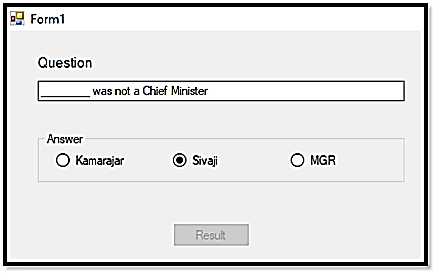 Form1
Question
________ was not a Chief Minister
Answer
Kamarajar Sivaji MGR
Result